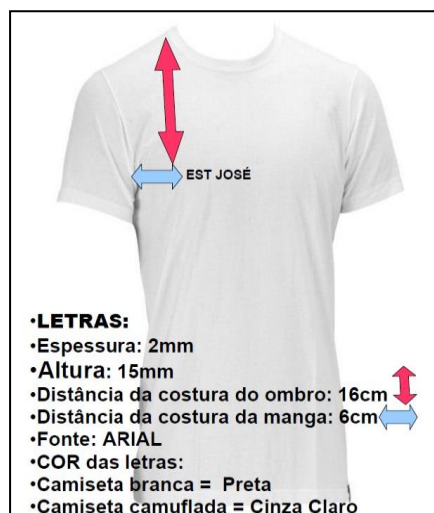 EST JOSÉ
•LETRAS:
•Espessura: 2mm
•Altura: 15mm
•Distância da costura do ombro: 16cm
•Distância da costura da manga: 6cm
•Fonte: ARIAL
•COR das letras:
•Camiseta branca = Preta
•Camiseta camuflada = Cinza Claro